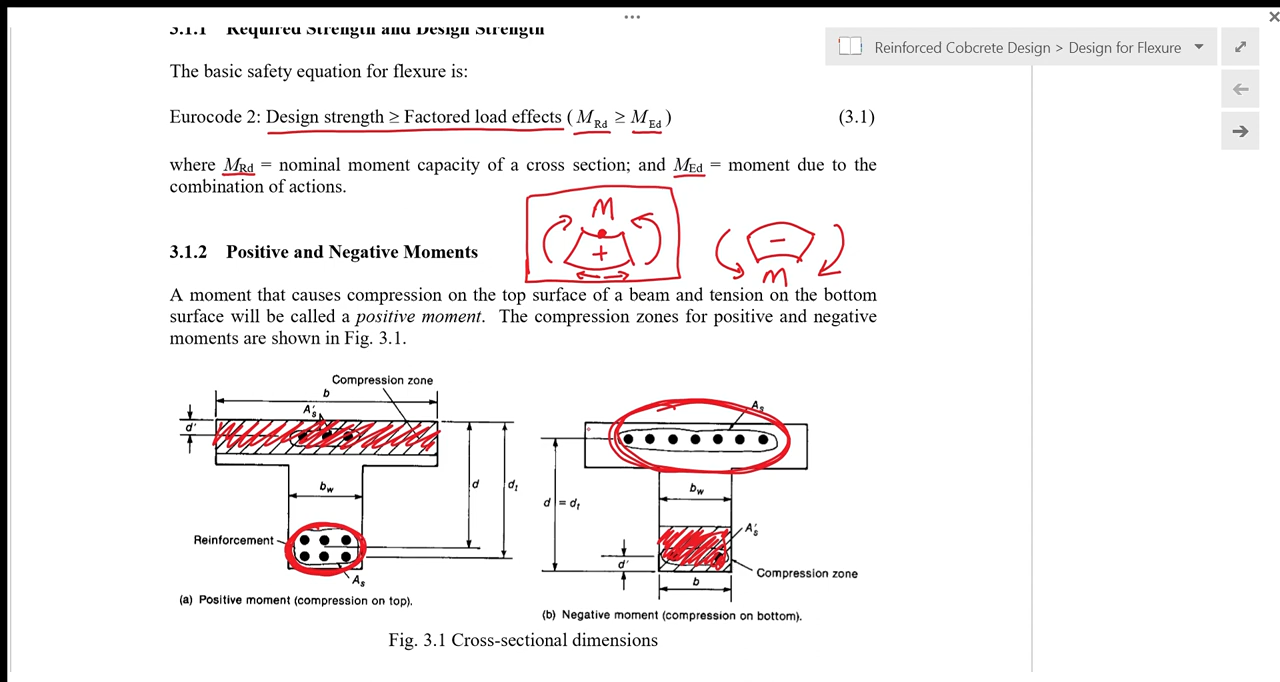 3.1.1 Required Strength and Design Strength
Reinforced Cobcrete Design > Design for Flexure
The basic safety equation for flexure is:
Eurocode 2: Design strength ≥ Factored load effects ( M_Rd ≥ M_Ed ) (3.1)
where M_Rd = nominal moment capacity of a cross section; and M_Ed = moment due to the
combination of actions.
M
+
−
M
3.1.2 Positive and Negative Moments
A moment that causes compression on the top surface of a beam and tension on the bottom
surface will be called a positive moment. The compression zones for positive and negative
moments are shown in Fig. 3.1.
Compression zone
b
A's
d'
bw
d
dt
Reinforcement
As
(a) Positive moment (compression on top).
As
bw
d = dt
A's
d'
Compression zone
b
(b) Negative moment (compression on bottom).
Fig. 3.1 Cross-sectional dimensions